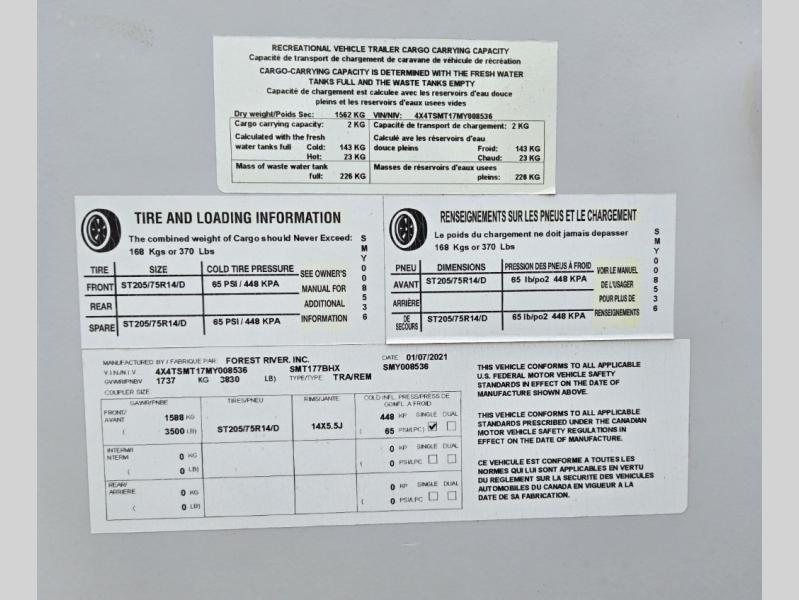 RECREATIONAL VEHICLE TRAILER CARGO CARRYING CAPACITY
Capacité de transport de chargement de caravane de véhicule de récréation
CARGO-CARRYING CAPACITY IS DETERMINED WITH THE FRESH WATER
TANKS FULL AND THE WASTE TANKS EMPTY
Capacité de chargement est calculee avec les reservoirs d'eau douce
pleins et les reservoirs d'eaux usees vides
Dry weight/Poids Sec: 1562 KG VIN/NIV: 4X4TSMT17MY008536
Cargo carrying capacity: 2 KG Capacité de transport de chargement: 2 KG
Calculated with the fresh Calculé ave les réservoirs d'eau
water tanks full Cold: 143 KG douce pleins Froid: 143 KG
Hot: 23 KG Chaud: 23 KG
Mass of waste water tank Masses de réservoirs d'eaux usées
full: 226 KG pleins: 226 KG
TIRE AND LOADING INFORMATION
The combined weight of Cargo should Never Exceed:
168 Kgs or 370 Lbs
TIRE SIZE COLD TIRE PRESSURE SEE OWNER'S
FRONT ST205/75R14/D 65 PSI / 448 KPA MANUAL FOR
REAR ADDITIONAL
SPARE ST205/75R14/D 65 PSI / 448 KPA INFORMATION
SMY008536
RENSEIGNEMENTS SUR LES PNEUS ET LE CHARGEMENT
Le poids du chargement ne doit jamais depasser
168 Kgs or 370 Lbs
PNEU DIMENSIONS PRESSION DES PNEUS À FROID VOIR LE MANUEL
AVANT ST205/75R14/D 65 lb/po2 448 KPA DE L'USAGER
ARRIÈRE POUR PLUS DE
DE SECOURS ST205/75R14/D 65 lb/po2 448 KPA RENSEIGNEMENTS
SMY008536
MANUFACTURED BY / FABRIQUE PAR: FOREST RIVER, INC. DATE: 01/07/2021
V.I.N./N.I.V. 4X4TSMT17MY008536 SMT177BHX SMY008536
GVWR/PNBV 1737 KG 3830 LB) TYPE/TYPE: TRA/REM
COUPLER SIZE
GAWR/PNBE TIRES/PNEU RIMS/JANTE COLD INFL. PRESS/PRESS DE
GONFL. A FROID
FRONT/ 1588 KG 448 KP SINGLE DUAL
AVANT ST205/75R14/D 14X5.5J
( 3500 LB) ( 65 PSI/LPC)
INTERM/I 0 KG 0 KP SINGLE DUAL
NTERM
( 0 LB) ( 0 PSI/LPC
REAR/ 0 KG 0 KP SINGLE DUAL
ARRIERE
( 0 LB) ( 0 PSI/LPC
THIS VEHICLE CONFORMS TO ALL APPLICABLE
U.S. FEDERAL MOTOR VEHICLE SAFETY
STANDARDS IN EFFECT ON THE DATE OF
MANUFACTURE SHOWN ABOVE.
THIS VEHICLE CONFORMS TO ALL APPLICABLE
STANDARDS PRESCRIBED UNDER THE CANADIAN
MOTOR VEHICLE SAFETY REGULATIONS IN
EFFECT ON THE DATE OF MANUFACTURE.
CE VEHICULE EST CONFORME A TOUTES LES
NORMES QUI LUI SONT APPLICABLES EN VERTU
DU REGLEMENT SUR LA SECURITE DES VEHICULES
AUTOMOBILES DU CANADA EN VIGUEUR A LA
DATE DE SA FABRICATION.